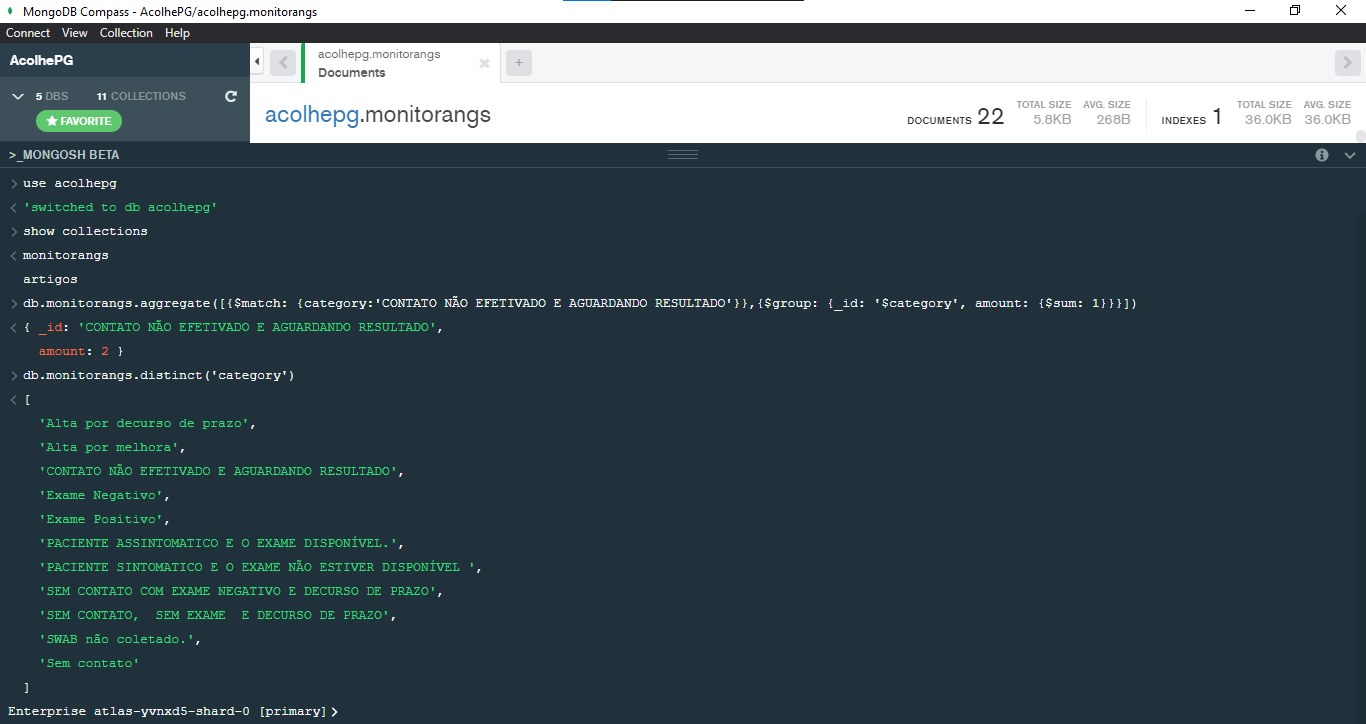 MongoDB Compass - AcolhePG/acolhepg.monitorangs
Connect View Collection Help
AcolhePG
5 DBS 11 COLLECTIONS
FAVORITE
acolhepg.monitorangs
Documents
acolhepg.monitorangs
DOCUMENTS 22
TOTAL SIZE 5.8KB
AVG. SIZE 268B
INDEXES 1
TOTAL SIZE 36.0KB
AVG. SIZE 36.0KB
>_MONGOSH BETA
> use acolhepg
< 'switched to db acolhepg'
> show collections
< monitorangs
artigos
> db.monitorangs.aggregate([{$match: {category:'CONTATO NÃO EFETIVADO E AGUARDANDO RESULTADO'}},{$group: {_id: '$category', amount: {$sum: 1}}}])
< { _id: 'CONTATO NÃO EFETIVADO E AGUARDANDO RESULTADO',
amount: 2 }
> db.monitorangs.distinct('category')
< [
'Alta por decurso de prazo',
'Alta por melhora',
'CONTATO NÃO EFETIVADO E AGUARDANDO RESULTADO',
'Exame Negativo',
'Exame Positivo',
'PACIENTE ASSINTOMATICO E O EXAME DISPONÍVEL.',
'PACIENTE SINTOMATICO E O EXAME NÃO ESTIVER DISPONÍVEL ',
'SEM CONTATO COM EXAME NEGATIVO E DECURSO DE PRAZO',
'SEM CONTATO,  SEM EXAME  E DECURSO DE PRAZO',
'SWAB não coletado.',
'Sem contato'
]
Enterprise atlas-yvnxd5-shard-0 [primary]>